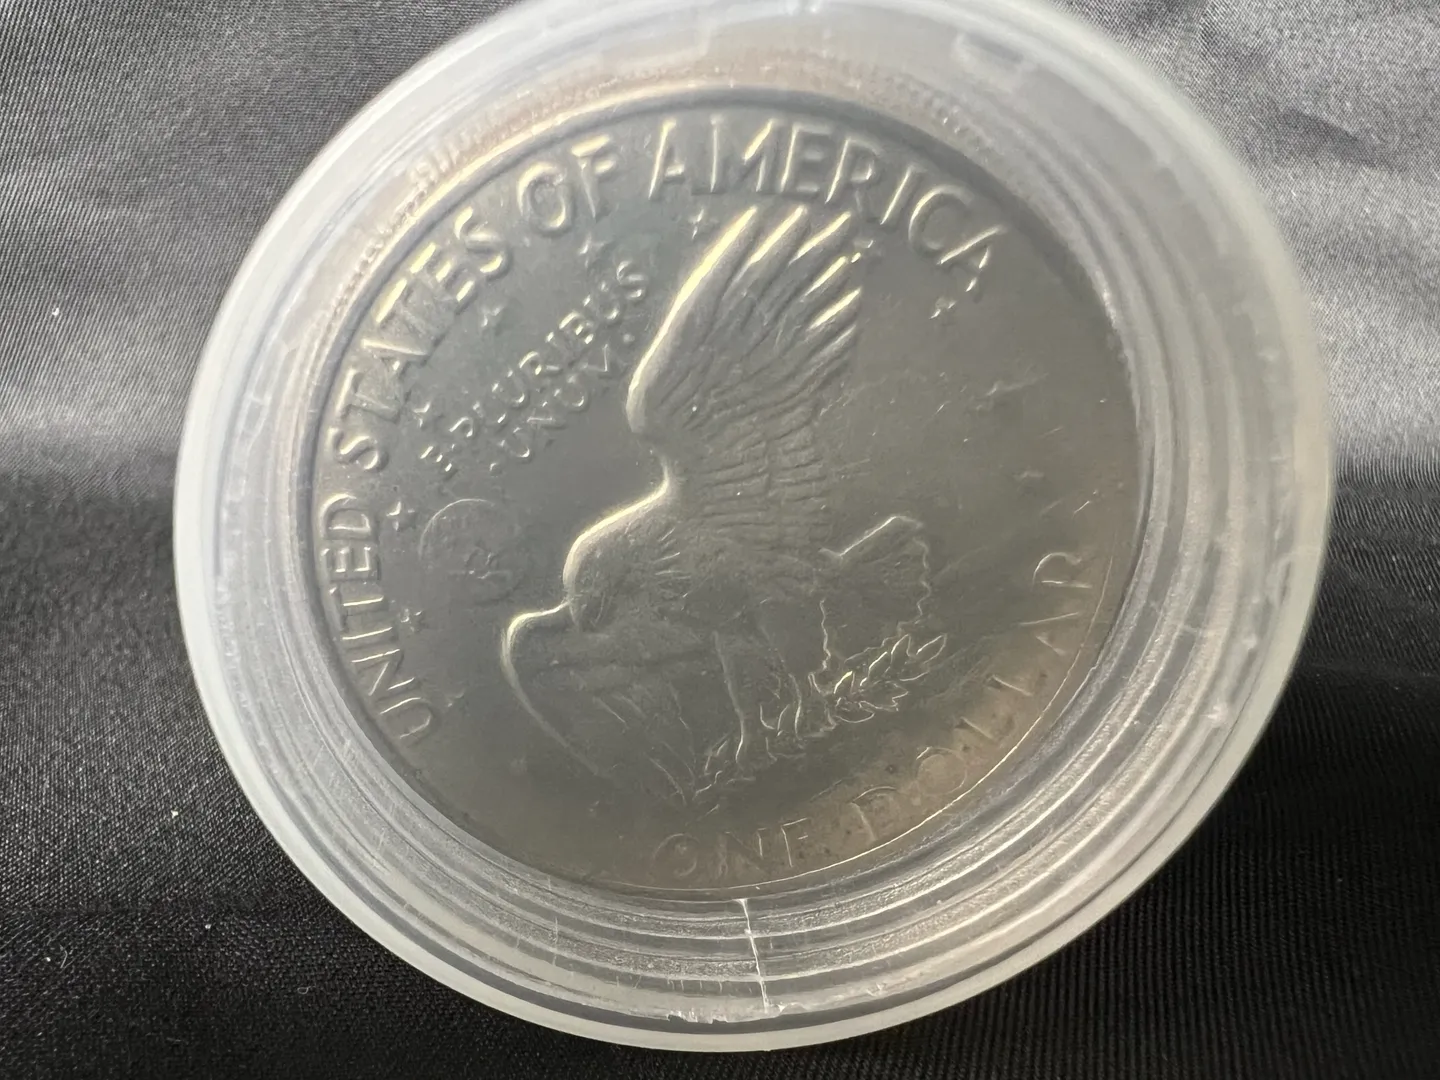 UNITED STATES OF AMERICA
E PLURIBUS
UNUM
ONE DOLLAR